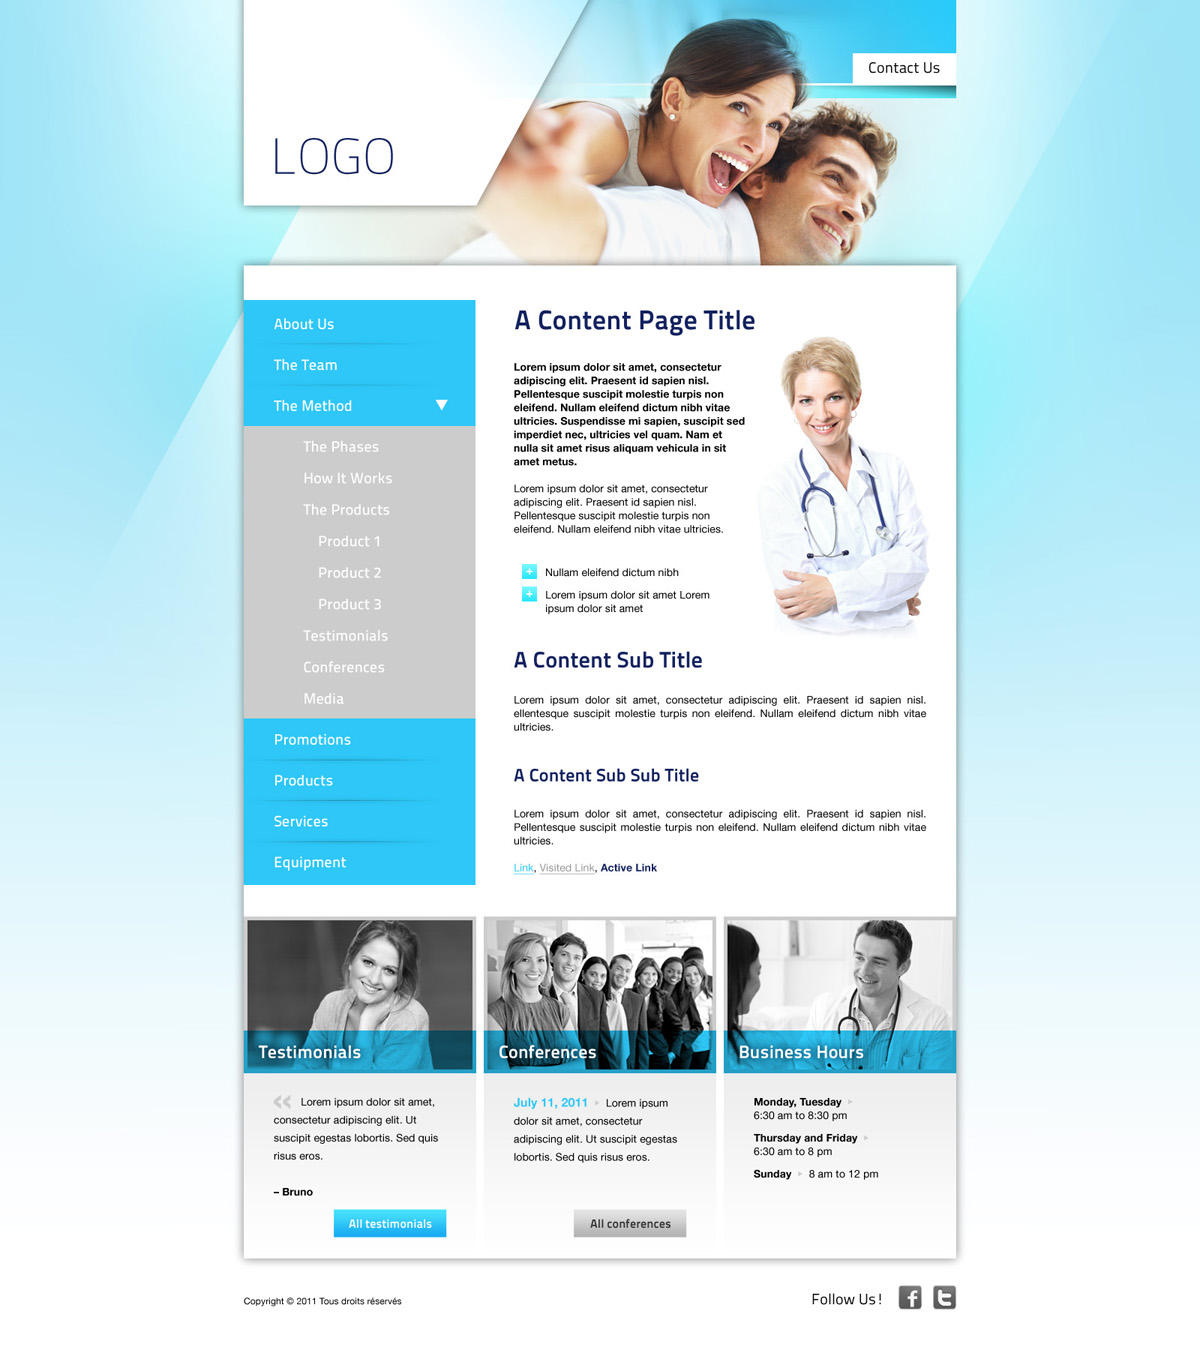 Contact Us
LOGO
About Us
The Team
The Method
The Phases
How It Works
The Products
Product 1
Product 2
Product 3
Testimonials
Conferences
Media
Promotions
Products
Services
Equipment
A Content Page Title
Lorem ipsum dolor sit amet, consectetur
adipiscing elit. Praesent id sapien nisl.
Pellentesque suscipit molestie turpis non
eleifend. Nullam eleifend dictum nibh vitae
ultricies. Suspendisse mi sapien, suscipit sed
imperdiet nec, ultricies vel quam. Nam et
nulla sit amet risus aliquam vehicula in sit
amet metus.
Lorem ipsum dolor sit amet, consectetur
adipiscing elit. Praesent id sapien nisl.
Pellentesque suscipit molestie turpis non
eleifend. Nullam eleifend nibh vitae ultricies.
Nullam eleifend dictum nibh
Lorem ipsum dolor sit amet Lorem
ipsum dolor sit amet
A Content Sub Title
Lorem ipsum dolor sit amet, consectetur adipiscing elit. Praesent id sapien nisl.
ellentesque suscipit molestie turpis non eleifend. Nullam eleifend dictum nibh vitae
ultricies.
A Content Sub Sub Title
Lorem ipsum dolor sit amet, consectetur adipiscing elit. Praesent id sapien nisl.
Pellentesque suscipit molestie turpis non eleifend. Nullam eleifend dictum nibh vitae
ultricies.
Link, Visited Link, Active Link
Testimonials
« Lorem ipsum dolor sit amet,
consectetur adipiscing elit. Ut
suscipit egestas lobortis. Sed quis
risus eros.
– Bruno
All testimonials
Conferences
July 11, 2011 ▸ Lorem ipsum
dolor sit amet, consectetur
adipiscing elit. Ut suscipit egestas
lobortis. Sed quis risus eros.
All conferences
Business Hours
Monday, Tuesday ▸
6:30 am to 8:30 pm
Thursday and Friday ▸
6:30 am to 8 pm
Sunday ▸ 8 am to 12 pm
Copyright © 2011 Tous droits réservés
Follow Us !
f
t